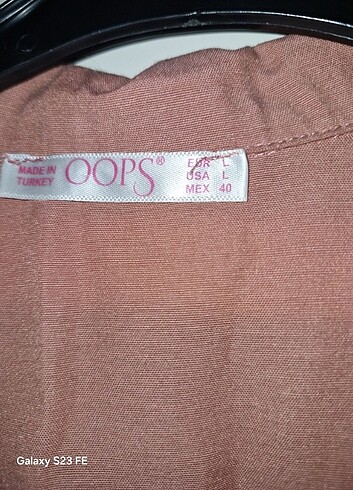 MADE IN
TURKEY
OOPS®
EUR L
USA L
MEX 40
Galaxy S23 FE